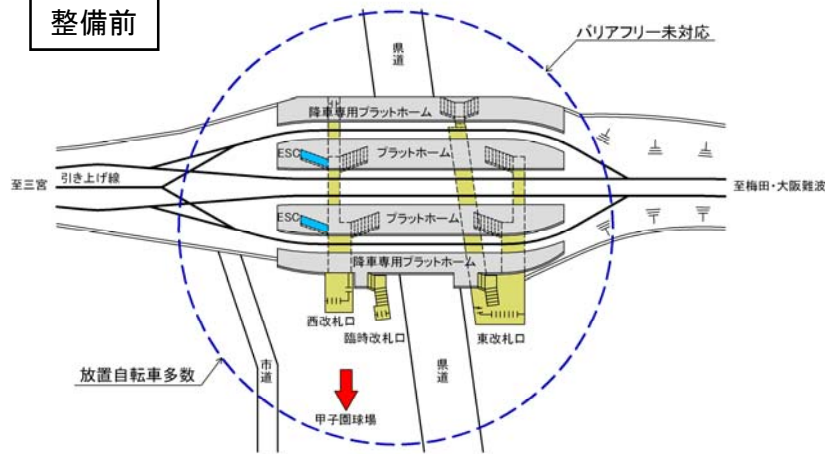 整備前
バリアフリー未対応
県道
降車専用プラットホーム
ESC
プラットホーム
至三宮
引き上げ線
至梅田・大阪難波
ESC
プラットホーム
降車専用プラットホーム
西改札口
臨時改札口
東改札口
市道
県道
放置自転車多数
甲子園球場